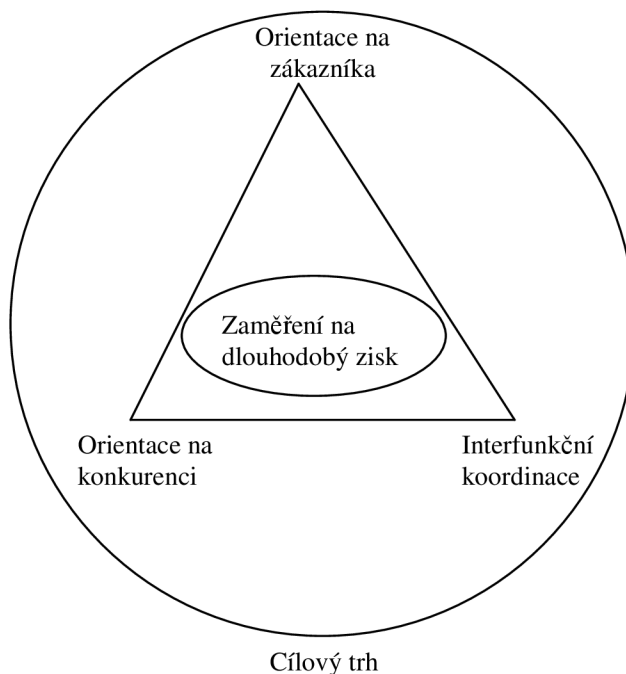 Orientace na
zákazníka
Zaměření na
dlouhodobý zisk
Orientace na
konkurenci
Interfunkční
koordinace
Cílový trh